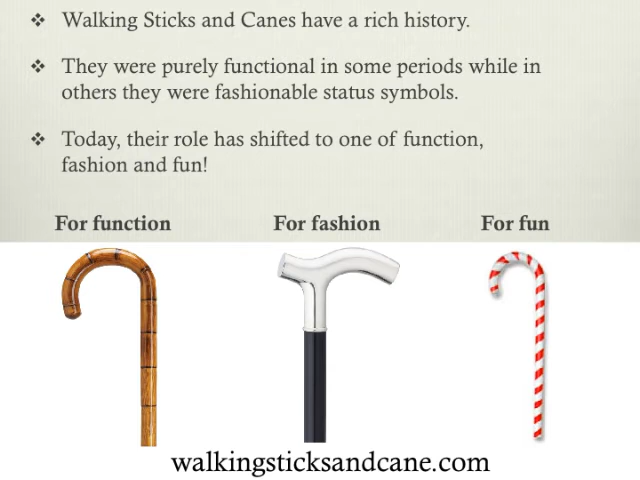 ❖ Walking Sticks and Canes have a rich history.
❖ They were purely functional in some periods while in
others they were fashionable status symbols.
❖ Today, their role has shifted to one of function,
fashion and fun!
For function For fashion For fun
walkingsticksandcane.com